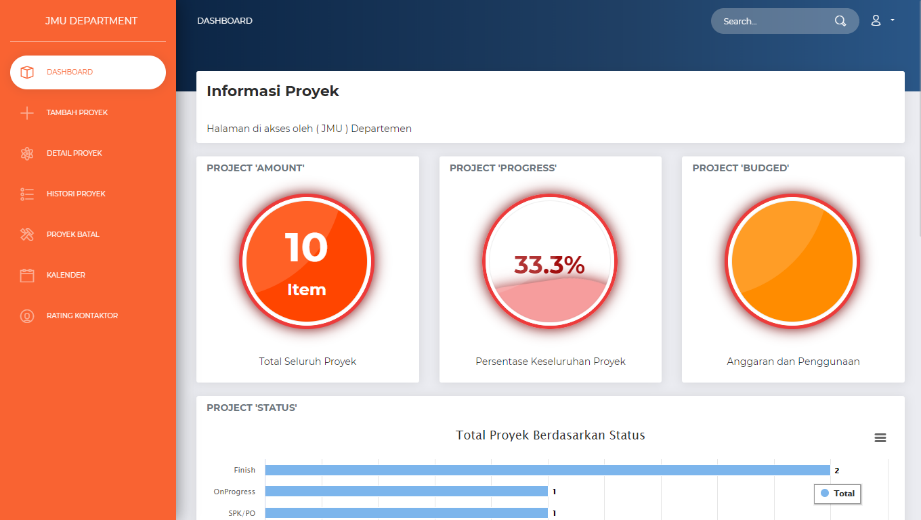 JMU DEPARTMENT
DASHBOARD
TAMBAH PROYEK
DETAIL PROYEK
HISTORI PROYEK
PROYEK BATAL
KALENDER
RATING KONTAKTOR
DASHBOARD
Search...
Informasi Proyek
Halaman di akses oleh ( JMU ) Departemen
PROJECT 'AMOUNT'
10
Item
Total Seluruh Proyek
PROJECT 'PROGRESS'
33.3%
Persentase Keseluruhan Proyek
PROJECT 'BUDGED'
Anggaran dan Penggunaan
PROJECT 'STATUS'
Total Proyek Berdasarkan Status
Finish 2
OnProgress 1
SPK/PO 1
Total